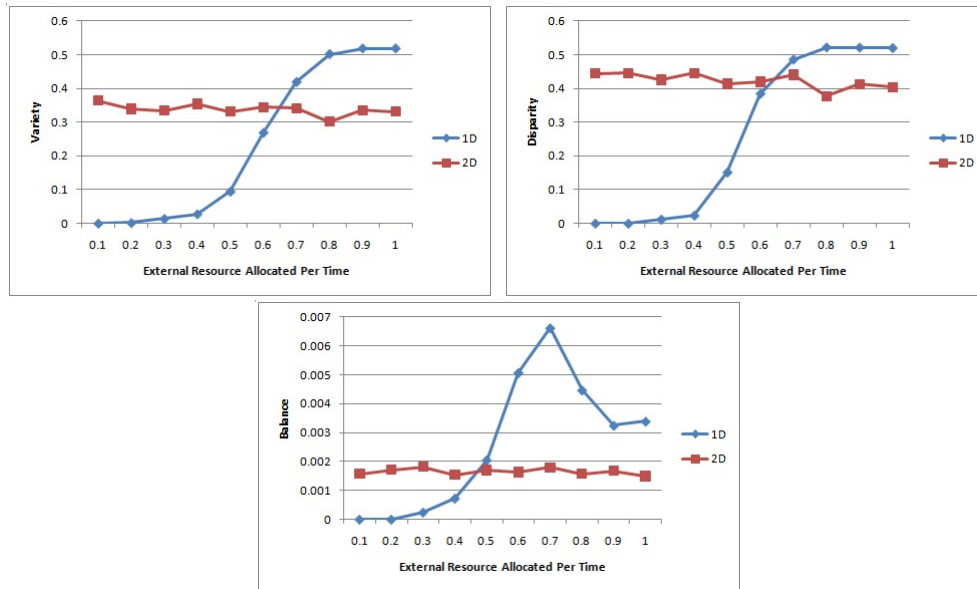 0.6
0.5
0.4
0.3
0.2
0.1
0
Variety
0.1 0.2 0.3 0.4 0.5 0.6 0.7 0.8 0.9 1
External Resource Allocated Per Time
1D
2D
0.6
0.5
0.4
0.3
0.2
0.1
0
Disparity
0.1 0.2 0.3 0.4 0.5 0.6 0.7 0.8 0.9 1
External Resource Allocated Per Time
1D
2D
0.007
0.006
0.005
0.004
0.003
0.002
0.001
0
Balance
0.1 0.2 0.3 0.4 0.5 0.6 0.7 0.8 0.9 1
External Resource Allocated Per Time
1D
2D